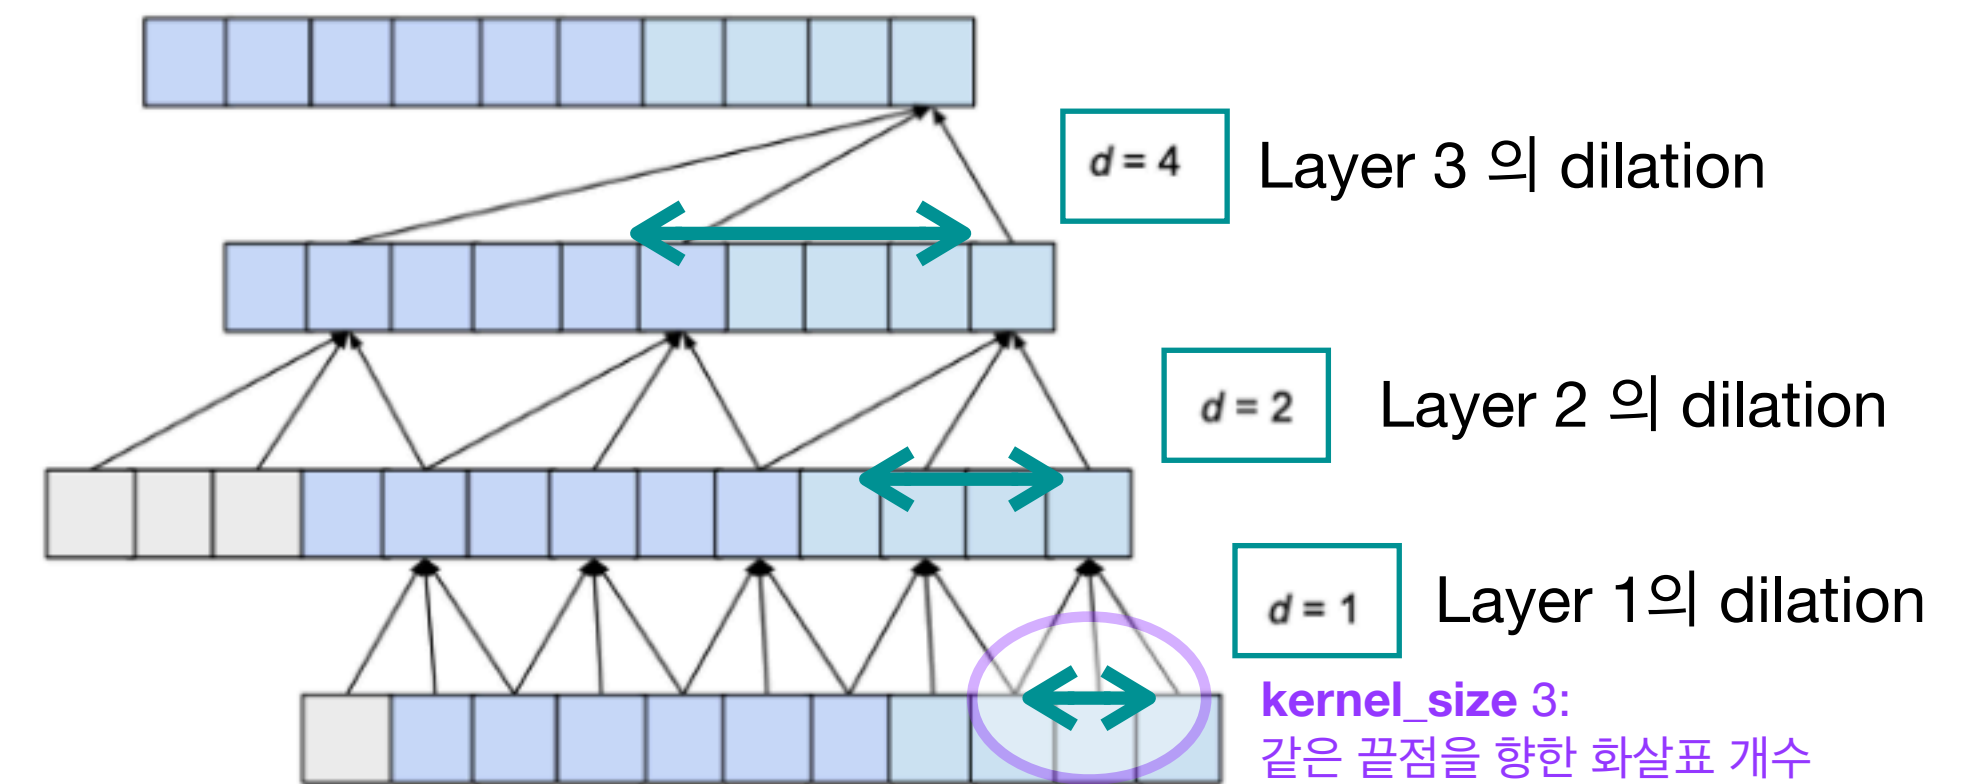 d = 4
Layer 3 의 dilation
d = 2
Layer 2 의 dilation
d = 1
Layer 1의 dilation
kernel_size 3:
같은 끝점을 향한 화살표 개수